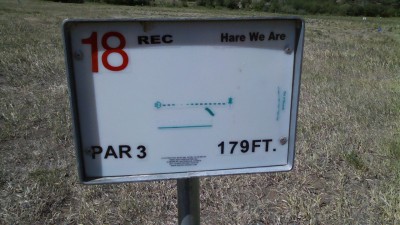 18 REC Hare We Are
PAR 3 179FT.